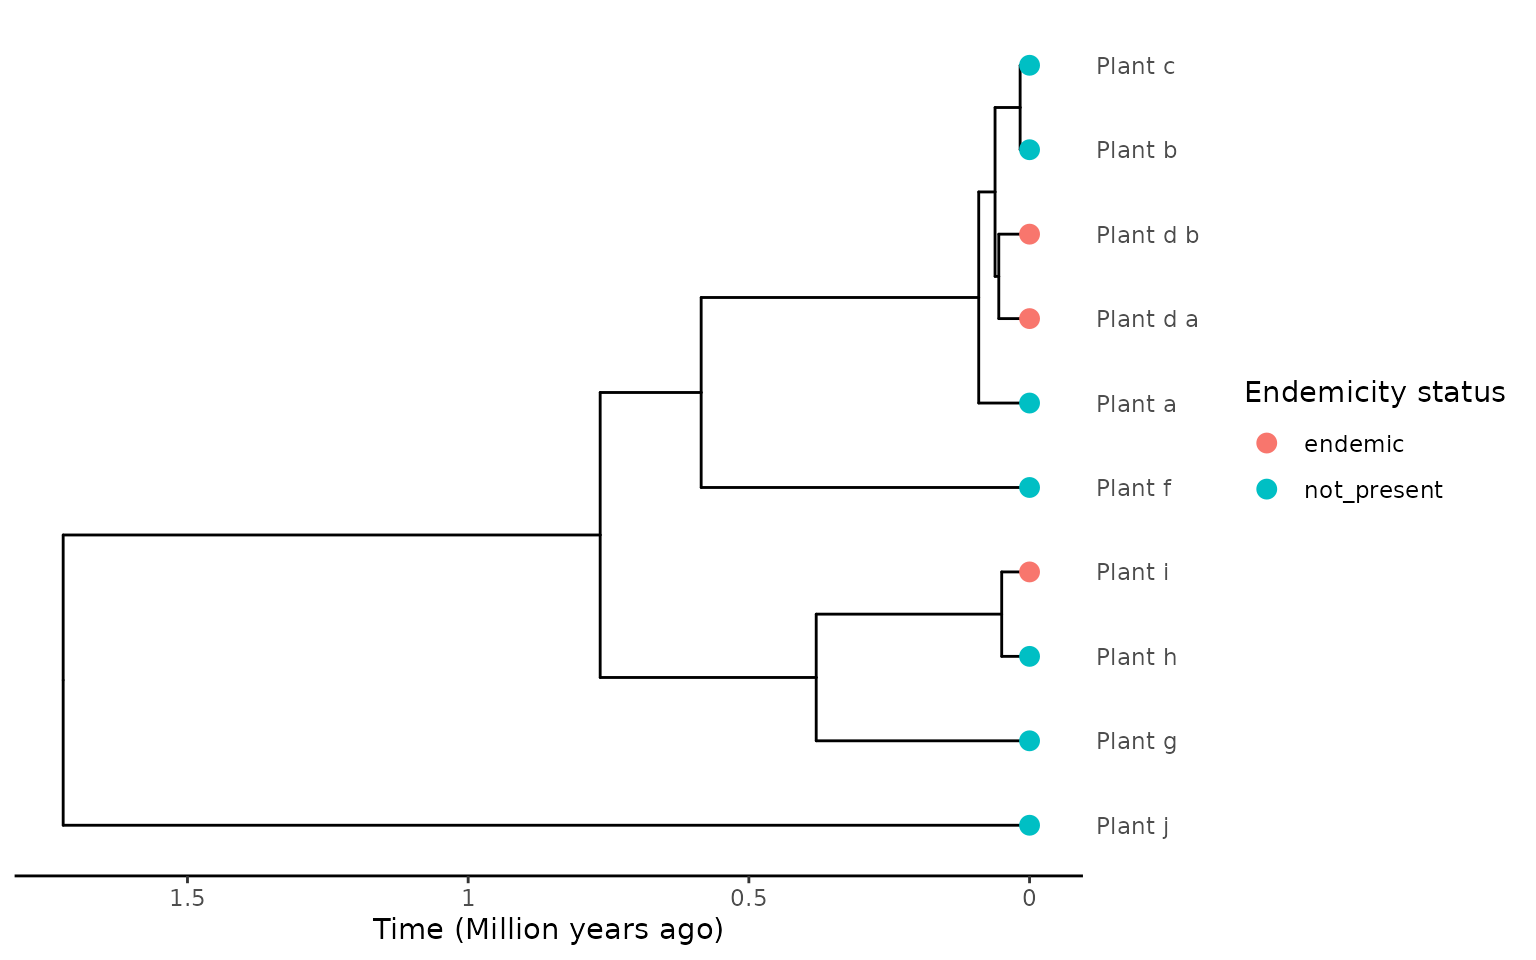 Plant c
Plant b
Plant d b
Plant d a
Plant a
Plant f
Plant i
Plant h
Plant g
Plant j
Endemicity status
endemic
not_present
1.5 1 0.5 0
Time (Million years ago)